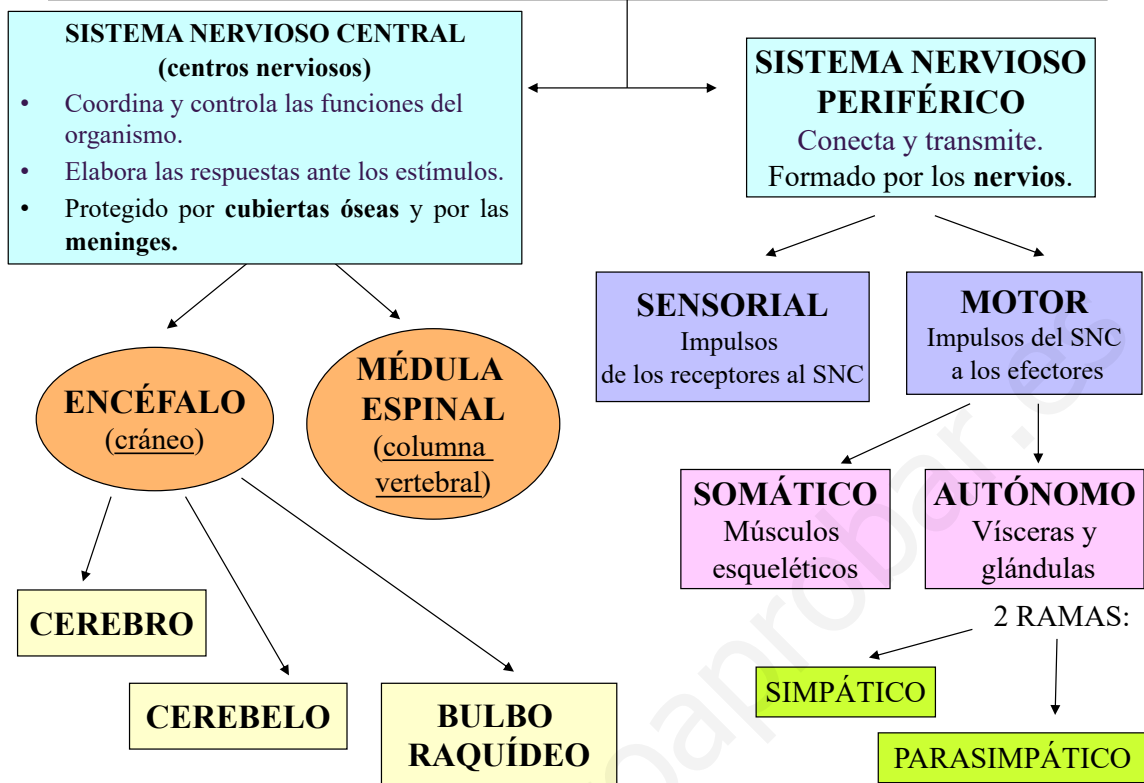 SISTEMA NERVIOSO CENTRAL
(centros nerviosos)
• Coordina y controla las funciones del
organismo.
• Elabora las respuestas ante los estímulos.
• Protegido por cubiertas óseas y por las
meninges.
SISTEMA NERVIOSO
PERIFÉRICO
Conecta y transmite.
Formado por los nervios.
SENSORIAL
Impulsos
de los receptores al SNC
MOTOR
Impulsos del SNC
a los efectores
ENCÉFALO
(cráneo)
MÉDULA
ESPINAL
(columna
vertebral)
SOMÁTICO
Músculos
esqueléticos
AUTÓNOMO
Vísceras y
glándulas
2 RAMAS:
CEREBRO
CEREBELO
BULBO
RAQUÍDEO
SIMPÁTICO
PARASIMPÁTICO